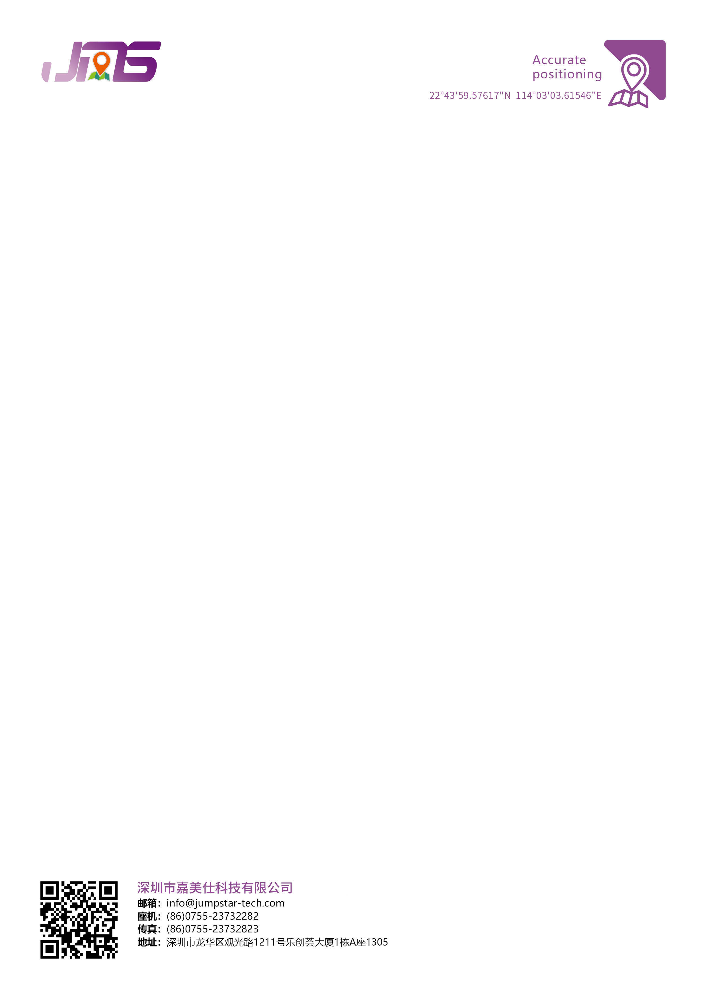 JMS
Accurate
positioning
22°43'59.57617"N 114°03'03.61546"E
深圳市嘉美仕科技有限公司
邮箱：info@jumpstar-tech.com
座机：(86)0755-23732282
传真：(86)0755-23732823
地址：深圳市龙华区观光路1211号乐创荟大厦1栋A座1305